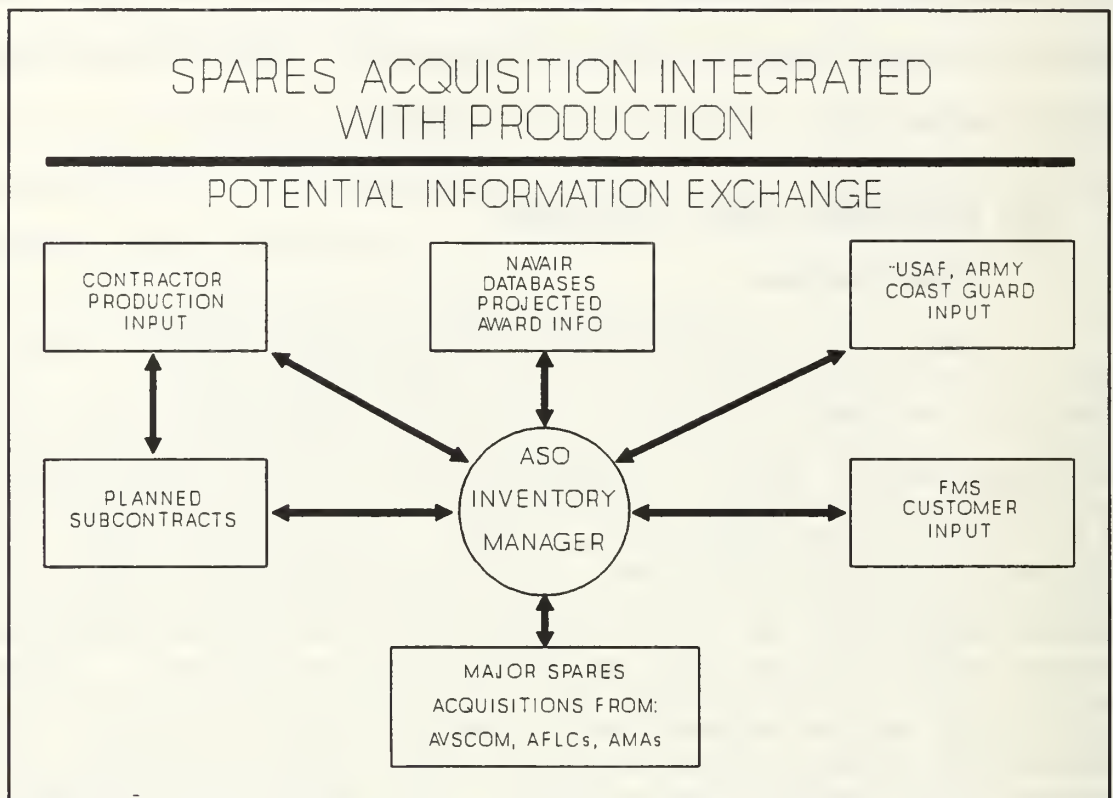 SPARES ACQUISITION INTEGRATED
WITH PRODUCTION
POTENTIAL INFORMATION EXCHANGE
CONTRACTOR
PRODUCTION
INPUT
NAVAIR
DATABASES
PROJECTED
AWARD INFO
USAF, ARMY
COAST GUARD
INPUT
PLANNED
SUBCONTRACTS
ASO
INVENTORY
MANAGER
FMS
CUSTOMER
INPUT
MAJOR SPARES
ACQUISITIONS FROM:
AVSCOM, AFLCs, AMAs